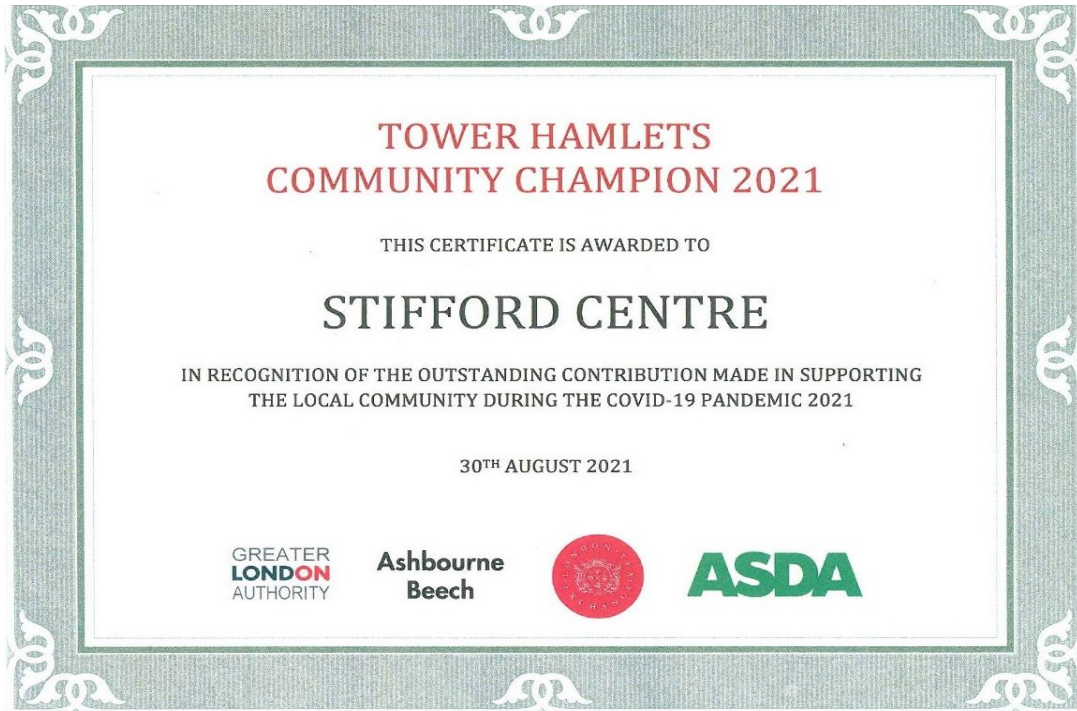 TOWER HAMLETS
COMMUNITY CHAMPION 2021
THIS CERTIFICATE IS AWARDED TO
STIFFORD CENTRE
IN RECOGNITION OF THE OUTSTANDING CONTRIBUTION MADE IN SUPPORTING
THE LOCAL COMMUNITY DURING THE COVID-19 PANDEMIC 2021
30TH AUGUST 2021
GREATER
LONDON
AUTHORITY
Ashbourne
Beech
ASDA